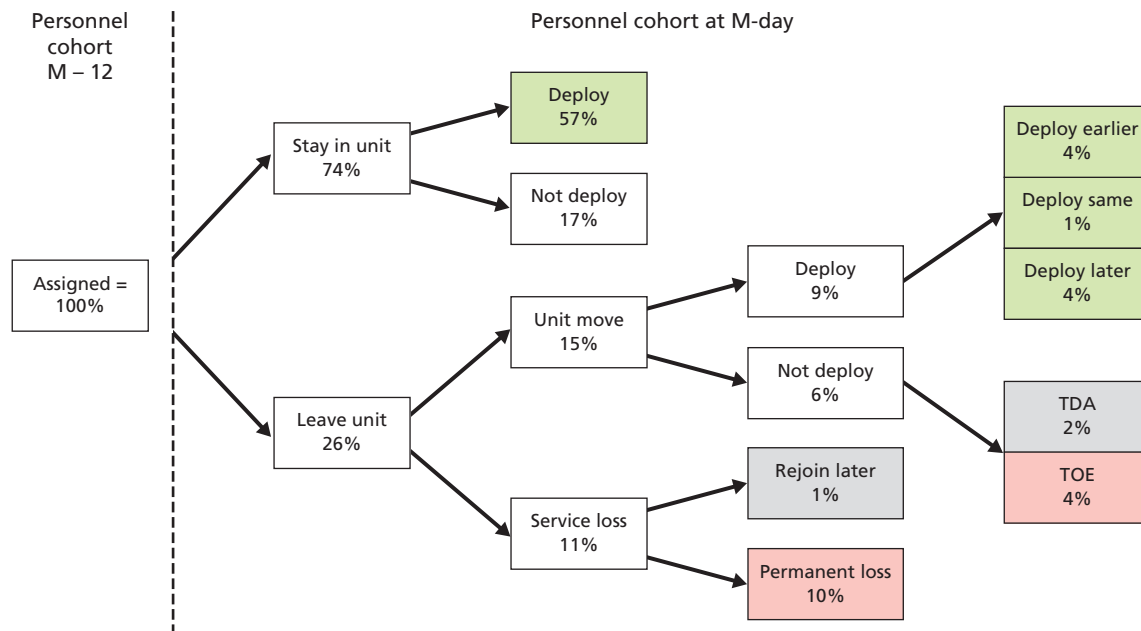 Personnel
cohort
M – 12
Personnel cohort at M-day
Assigned =
100%
Stay in unit
74%
Deploy
57%
Not deploy
17%
Leave unit
26%
Unit move
15%
Deploy
9%
Deploy earlier
4%
Deploy same
1%
Deploy later
4%
Not deploy
6%
TDA
2%
TOE
4%
Service loss
11%
Rejoin later
1%
Permanent loss
10%